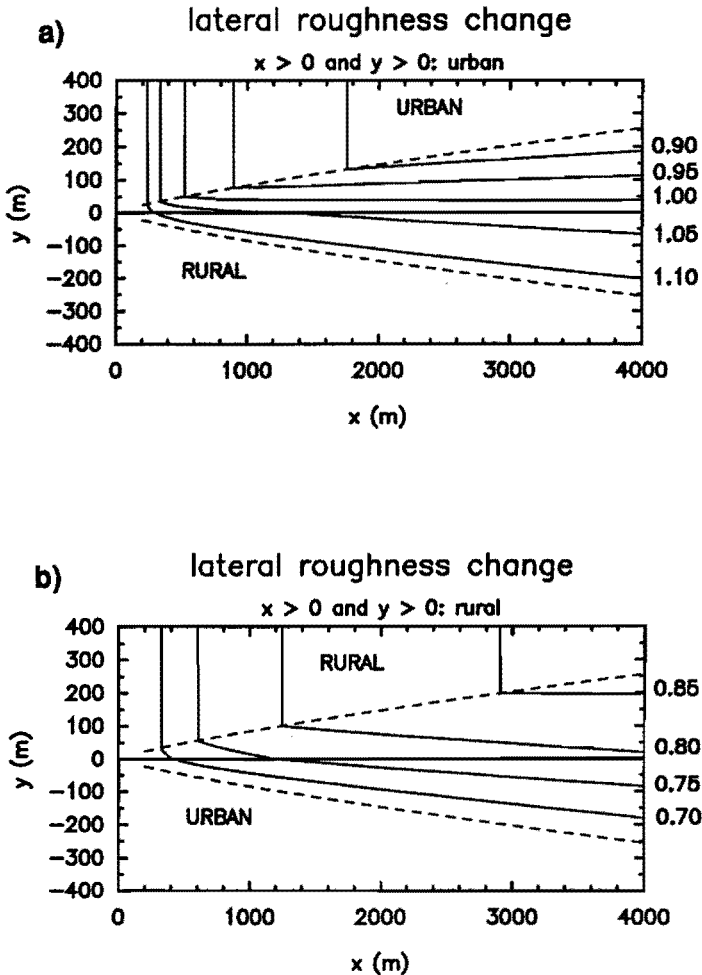 a)
lateral roughness change
x > 0 and y > 0: urban
400
300
200
100
0
−100
−200
−300
−400
y (m)
URBAN
RURAL
0.90
0.95
1.00
1.05
1.10
0 1000 2000 3000 4000
x (m)
b)
lateral roughness change
x > 0 and y > 0: rural
400
300
200
100
0
−100
−200
−300
−400
y (m)
RURAL
URBAN
0.85
0.80
0.75
0.70
0 1000 2000 3000 4000
x (m)